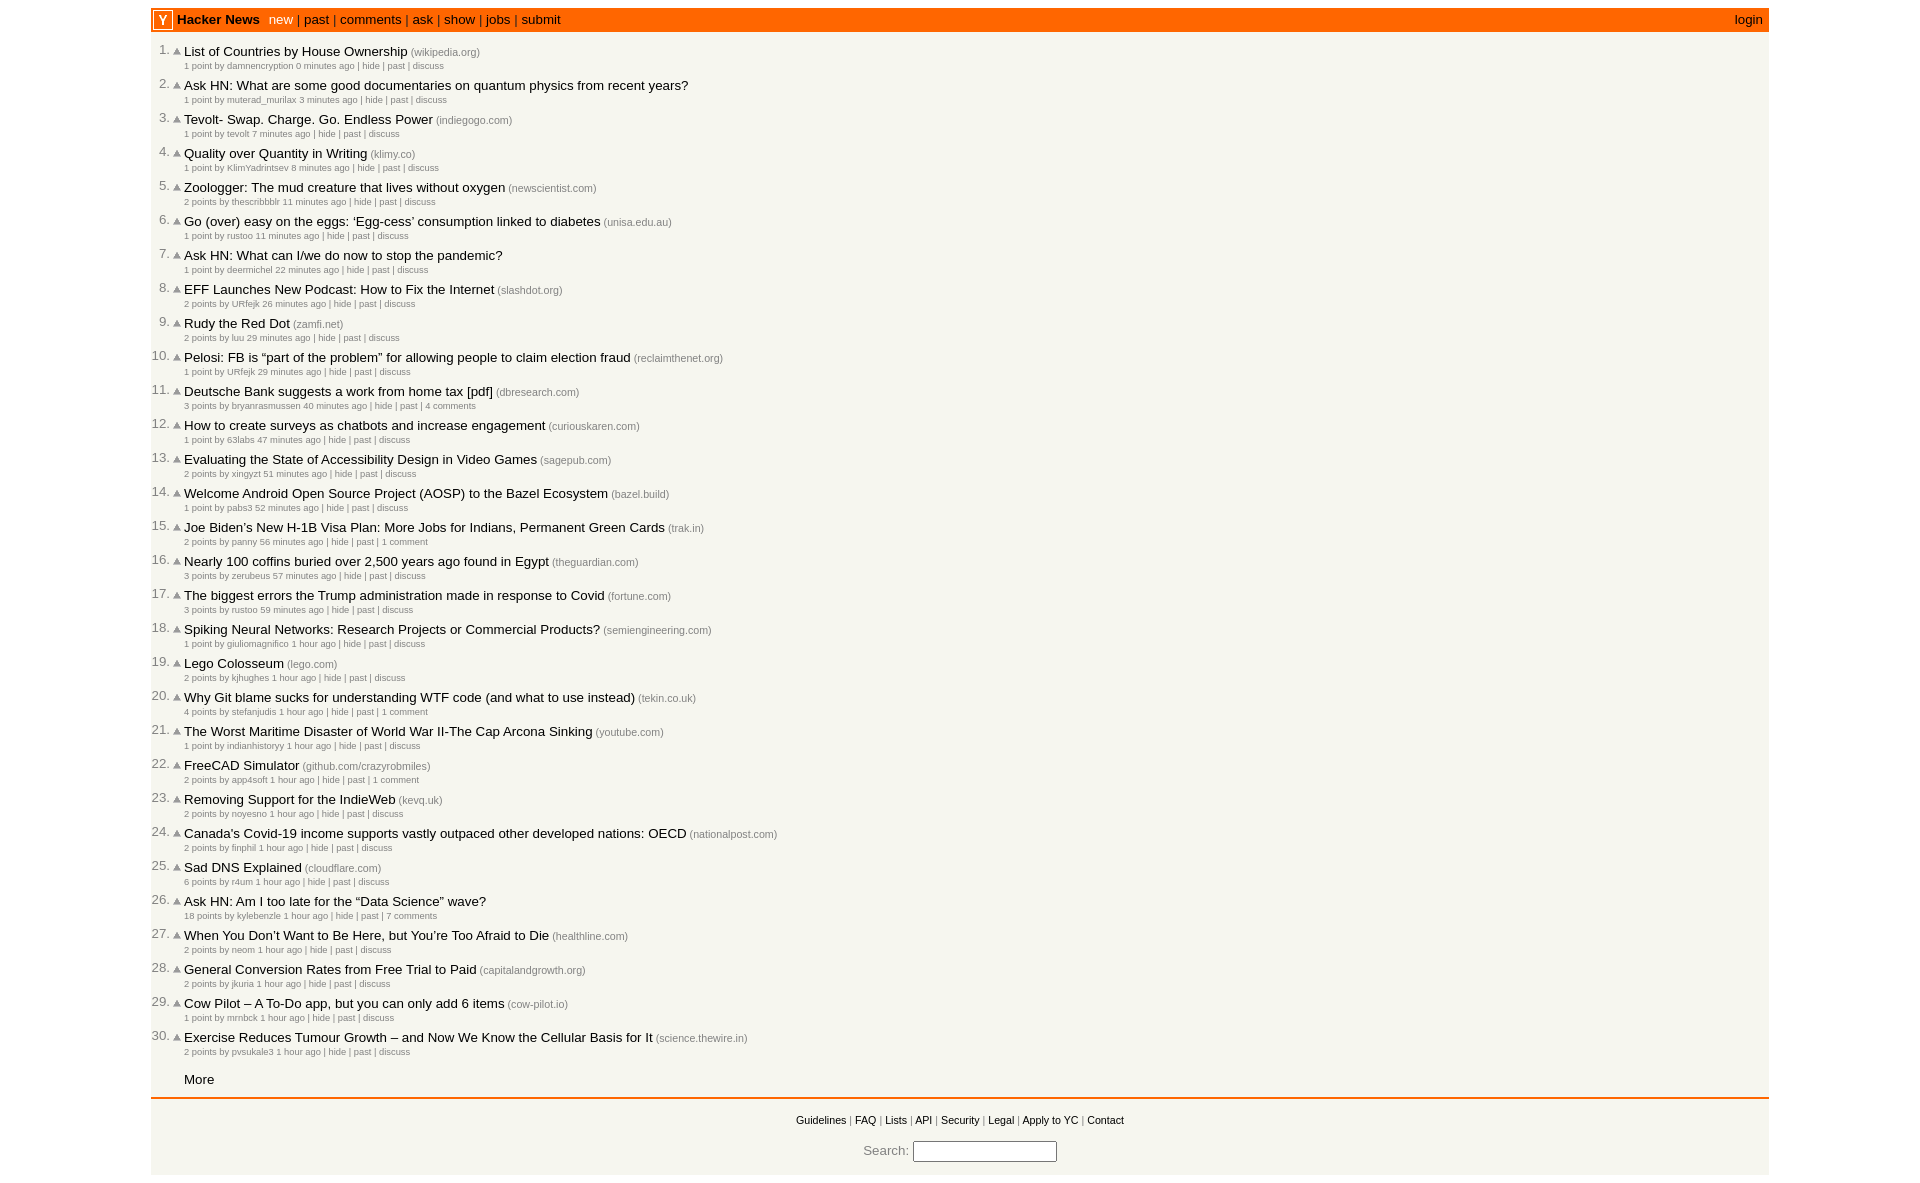 Y Hacker News new | past | comments | ask | show | jobs | submit login
1. List of Countries by House Ownership (wikipedia.org)
1 point by damnencryption 0 minutes ago | hide | past | discuss
2. Ask HN: What are some good documentaries on quantum physics from recent years?
1 point by muterad_murilax 3 minutes ago | hide | past | discuss
3. Tevolt- Swap. Charge. Go. Endless Power (indiegogo.com)
1 point by tevolt 7 minutes ago | hide | past | discuss
4. Quality over Quantity in Writing (klimy.co)
1 point by KlimYadrintsev 8 minutes ago | hide | past | discuss
5. Zoologger: The mud creature that lives without oxygen (newscientist.com)
2 points by thescribbblr 11 minutes ago | hide | past | discuss
6. Go (over) easy on the eggs: ‘Egg-cess’ consumption linked to diabetes (unisa.edu.au)
1 point by rustoo 11 minutes ago | hide | past | discuss
7. Ask HN: What can I/we do now to stop the pandemic?
1 point by deermichel 22 minutes ago | hide | past | discuss
8. EFF Launches New Podcast: How to Fix the Internet (slashdot.org)
2 points by URfejk 26 minutes ago | hide | past | discuss
9. Rudy the Red Dot (zamfi.net)
2 points by luu 29 minutes ago | hide | past | discuss
10. Pelosi: FB is “part of the problem” for allowing people to claim election fraud (reclaimthenet.org)
1 point by URfejk 29 minutes ago | hide | past | discuss
11. Deutsche Bank suggests a work from home tax [pdf] (dbresearch.com)
3 points by bryanrasmussen 40 minutes ago | hide | past | 4 comments
12. How to create surveys as chatbots and increase engagement (curiouskaren.com)
1 point by 63labs 47 minutes ago | hide | past | discuss
13. Evaluating the State of Accessibility Design in Video Games (sagepub.com)
2 points by xingyzt 51 minutes ago | hide | past | discuss
14. Welcome Android Open Source Project (AOSP) to the Bazel Ecosystem (bazel.build)
1 point by pabs3 52 minutes ago | hide | past | discuss
15. Joe Biden’s New H-1B Visa Plan: More Jobs for Indians, Permanent Green Cards (trak.in)
2 points by panny 56 minutes ago | hide | past | 1 comment
16. Nearly 100 coffins buried over 2,500 years ago found in Egypt (theguardian.com)
3 points by zerubeus 57 minutes ago | hide | past | discuss
17. The biggest errors the Trump administration made in response to Covid (fortune.com)
3 points by rustoo 59 minutes ago | hide | past | discuss
18. Spiking Neural Networks: Research Projects or Commercial Products? (semiengineering.com)
1 point by giuliomagnifico 1 hour ago | hide | past | discuss
19. Lego Colosseum (lego.com)
2 points by kjhughes 1 hour ago | hide | past | discuss
20. Why Git blame sucks for understanding WTF code (and what to use instead) (tekin.co.uk)
4 points by stefanjudis 1 hour ago | hide | past | 1 comment
21. The Worst Maritime Disaster of World War II-The Cap Arcona Sinking (youtube.com)
1 point by indianhistoryy 1 hour ago | hide | past | discuss
22. FreeCAD Simulator (github.com/crazyrobmiles)
2 points by app4soft 1 hour ago | hide | past | 1 comment
23. Removing Support for the IndieWeb (kevq.uk)
2 points by noyesno 1 hour ago | hide | past | discuss
24. Canada's Covid-19 income supports vastly outpaced other developed nations: OECD (nationalpost.com)
2 points by finphil 1 hour ago | hide | past | discuss
25. Sad DNS Explained (cloudflare.com)
6 points by r4um 1 hour ago | hide | past | discuss
26. Ask HN: Am I too late for the “Data Science” wave?
18 points by kylebenzle 1 hour ago | hide | past | 7 comments
27. When You Don’t Want to Be Here, but You’re Too Afraid to Die (healthline.com)
2 points by neom 1 hour ago | hide | past | discuss
28. General Conversion Rates from Free Trial to Paid (capitalandgrowth.org)
2 points by jkuria 1 hour ago | hide | past | discuss
29. Cow Pilot – A To-Do app, but you can only add 6 items (cow-pilot.io)
1 point by mrnbck 1 hour ago | hide | past | discuss
30. Exercise Reduces Tumour Growth – and Now We Know the Cellular Basis for It (science.thewire.in)
2 points by pvsukale3 1 hour ago | hide | past | discuss
More
Guidelines | FAQ | Lists | API | Security | Legal | Apply to YC | Contact
Search: